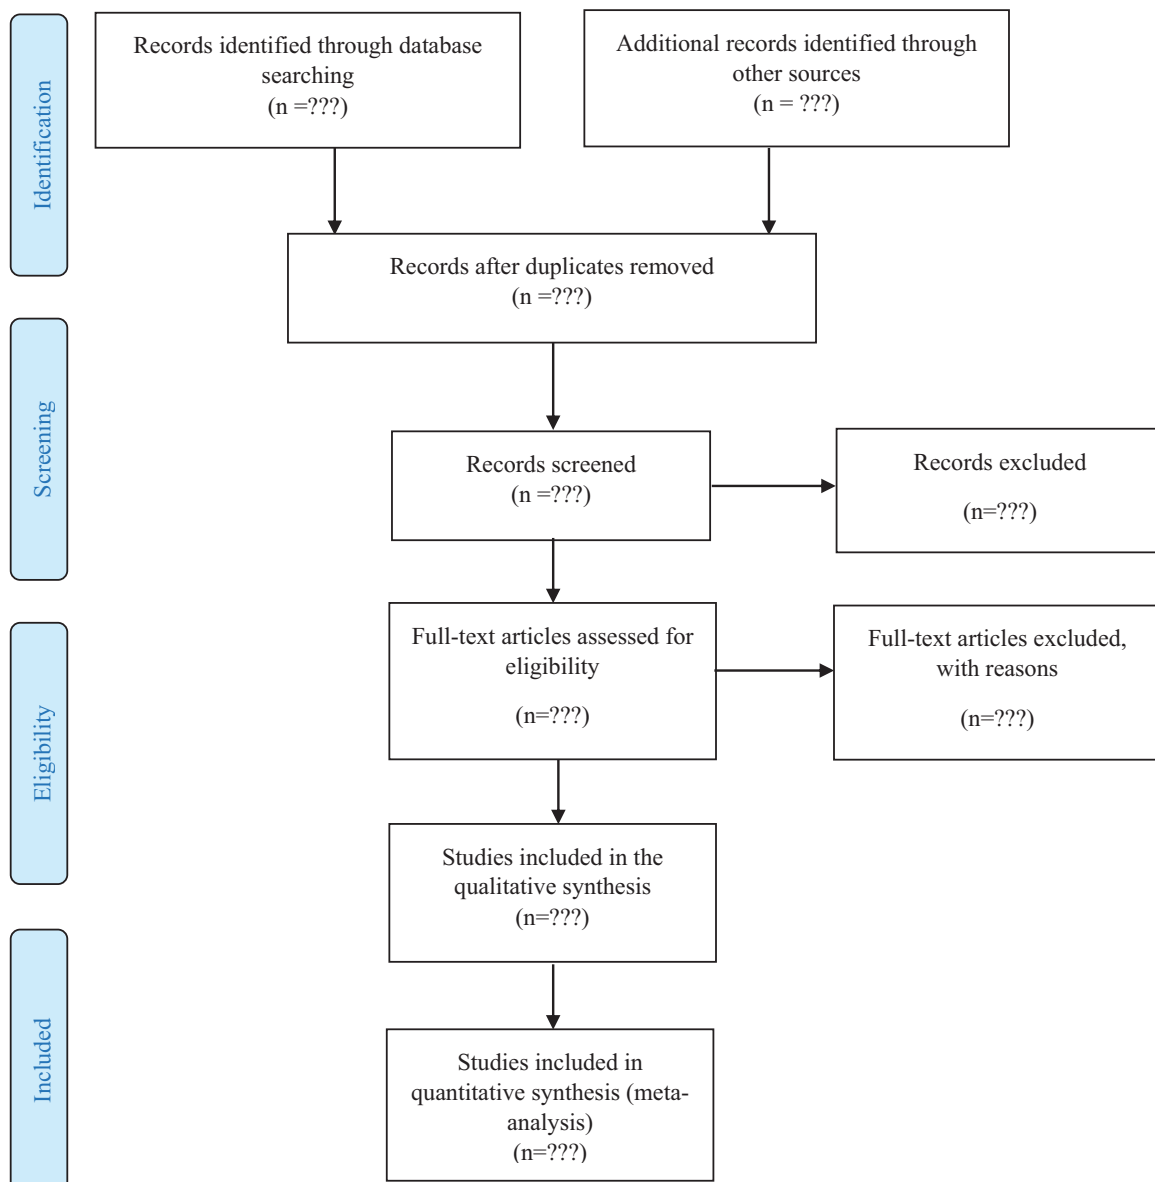 Identification
Records identified through database
searching
(n =???)
Additional records identified through
other sources
(n = ???)
Records after duplicates removed
(n =???)
Screening
Records screened
(n =???)
Records excluded
(n=???)
Eligibility
Full-text articles assessed for
eligibility
(n=???)
Full-text articles excluded,
with reasons
(n=???)
Studies included in the
qualitative synthesis
(n=???)
Included
Studies included in
quantitative synthesis (meta-
analysis)
(n=???)